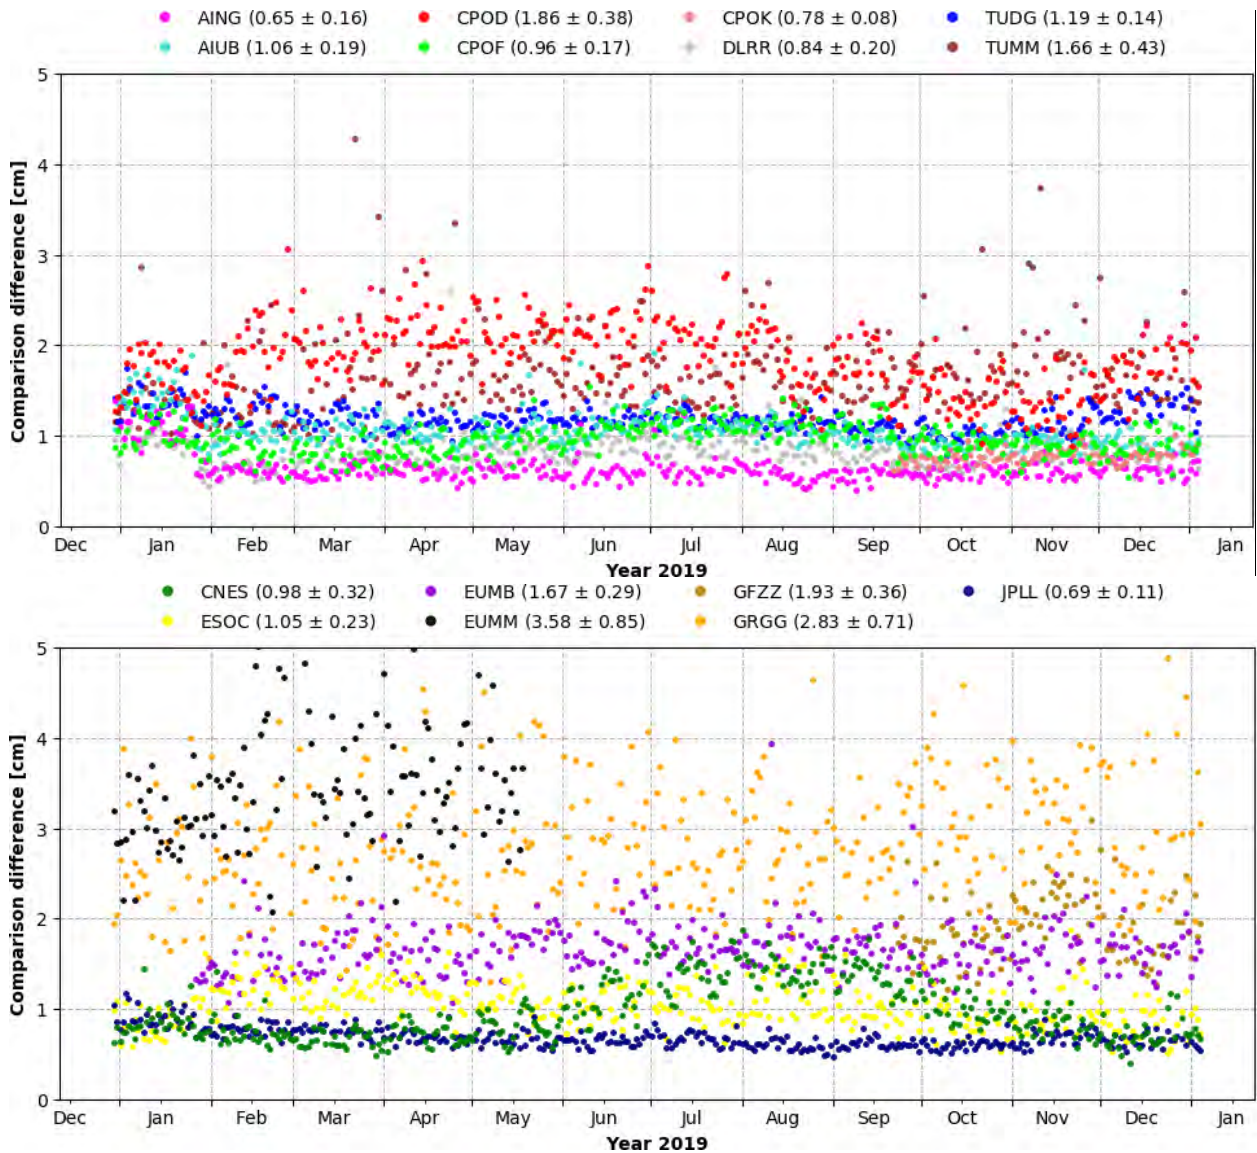 AING (0.65 ± 0.16) CPOD (1.86 ± 0.38) CPOK (0.78 ± 0.08) TUDG (1.19 ± 0.14)
AIUB (1.06 ± 0.19) CPOF (0.96 ± 0.17) DLRR (0.84 ± 0.20) TUMM (1.66 ± 0.43)
5
4
3
2
1
0
Comparison difference [cm]
Dec Jan Feb Mar Apr May Jun Jul Aug Sep Oct Nov Dec Jan
Year 2019
CNES (0.98 ± 0.32) EUMB (1.67 ± 0.29) GFZZ (1.93 ± 0.36) JPLL (0.69 ± 0.11)
ESOC (1.05 ± 0.23) EUMM (3.58 ± 0.85) GRGG (2.83 ± 0.71)
5
4
3
2
1
0
Comparison difference [cm]
Dec Jan Feb Mar Apr May Jun Jul Aug Sep Oct Nov Dec Jan
Year 2019